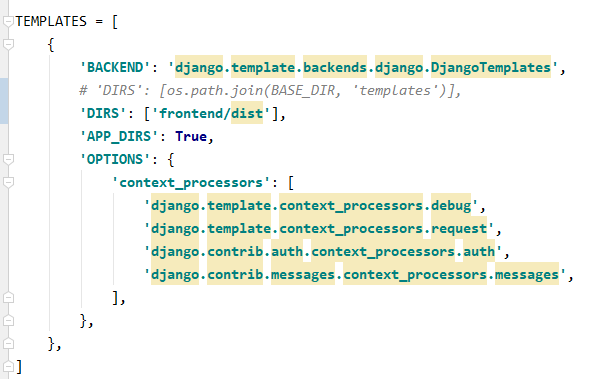 TEMPLATES = [
    {
        'BACKEND': 'django.template.backends.django.DjangoTemplates',
        # 'DIRS': [os.path.join(BASE_DIR, 'templates')],
        'DIRS': ['frontend/dist'],
        'APP_DIRS': True,
        'OPTIONS': {
            'context_processors': [
                'django.template.context_processors.debug',
                'django.template.context_processors.request',
                'django.contrib.auth.context_processors.auth',
                'django.contrib.messages.context_processors.messages',
            ],
        },
    },
]